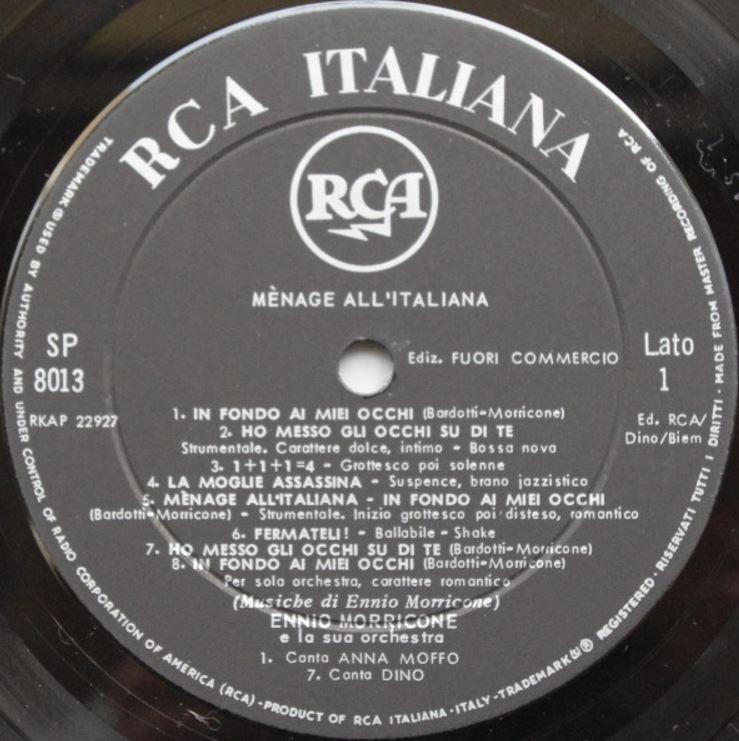 RCA ITALIANA
RCA
MÈNAGE ALL'ITALIANA
SP
8013
RKAP 22927
Ediz. FUORI COMMERCIO
Lato
1
Ed. RCA/
Dino/Biem
1. IN FONDO AI MIEI OCCHI (Bardotti-Morricone)
2. HO MESSO GLI OCCHI SU DI TE
Strumentale. Carattere dolce, intimo - Bossa nova
3. 1+1+1=4 - Grottesco poi solenne
4. LA MOGLIE ASSASSINA - Suspence, brano jazzistico
5. MÈNAGE ALL'ITALIANA - IN FONDO AI MIEI OCCHI
(Bardotti-Morricone) - Strumentale. Inizio grottesco poi disteso, romantico
6. FERMATELI! - Ballabile - Shake
7. HO MESSO GLI OCCHI SU DI TE (Bardotti-Morricone)
8. IN FONDO AI MIEI OCCHI (Bardotti-Morricone)
Per sola orchestra, carattere romantico
(Musiche di Ennio Morricone)
ENNIO MORRICONE
e la sua orchestra
1. Canta ANNA MOFFO
7. Canta DINO
TRADEMARK ® USED BY AUTHORITY AND UNDER CONTROL OF RADIO CORPORATION OF AMERICA (RCA) - PRODUCT OF RCA ITALIANA - ITALY - TRADEMARK(S) ® REGISTERED - RISERVATI TUTTI I DIRITTI - MADE FROM MASTER RECORDING OF RCA